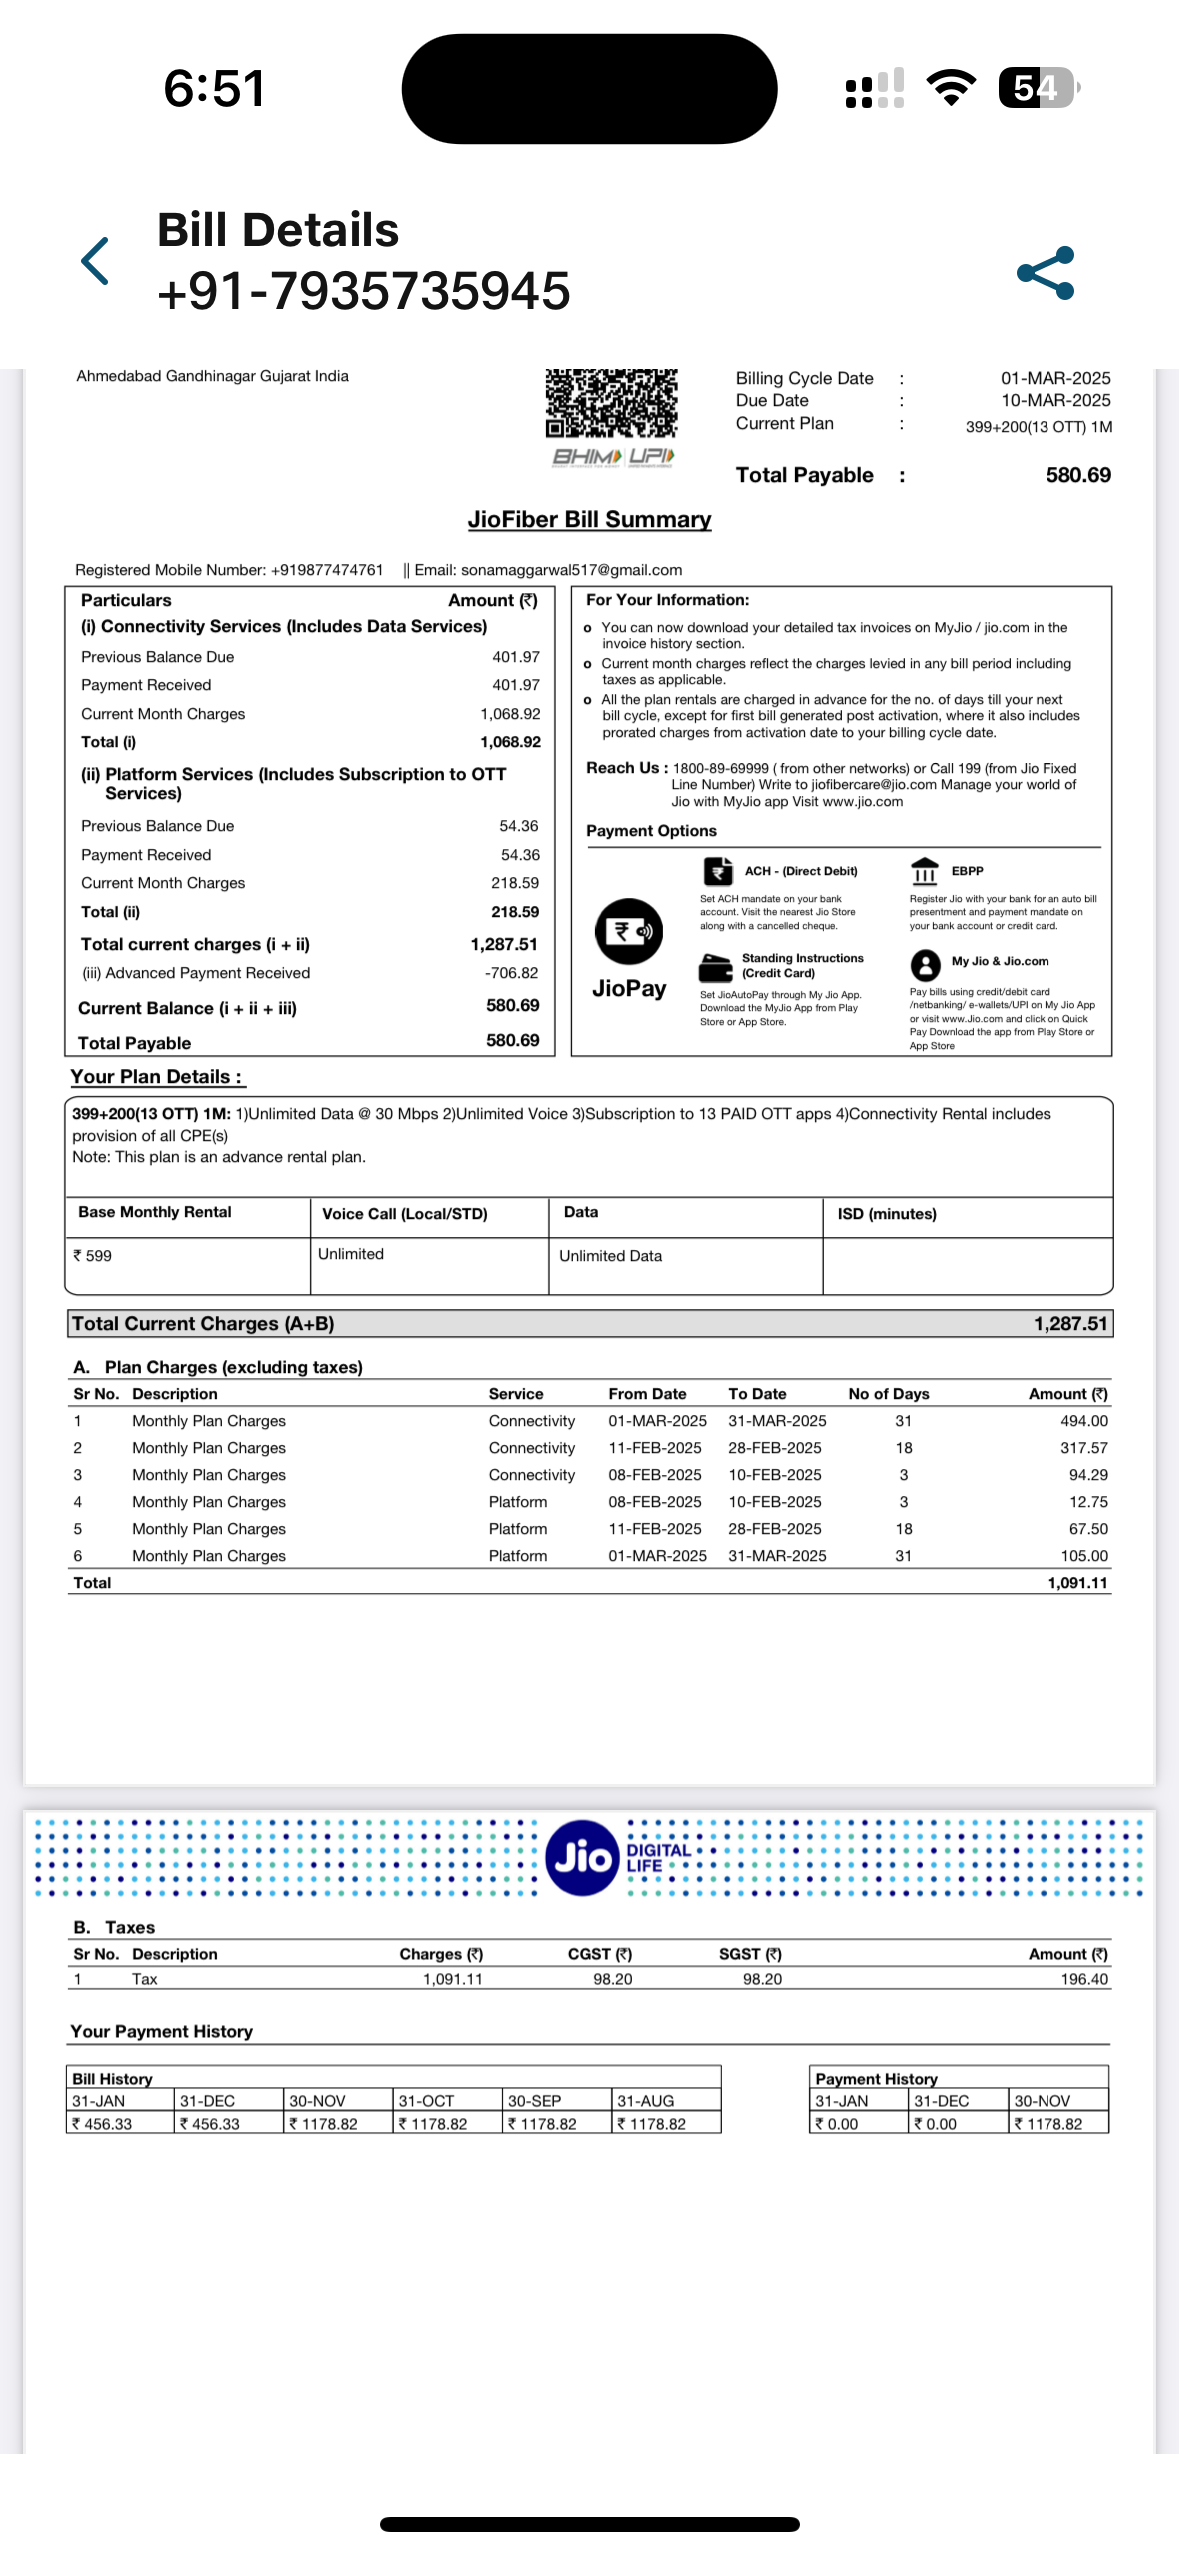 6:51
54
Bill Details
+91-7935735945
Ahmedabad Gandhinagar Gujarat India
BHIM UPI
Billing Cycle Date : 01-MAR-2025
Due Date : 10-MAR-2025
Current Plan : 399+200(13 OTT) 1M
Total Payable : 580.69
JioFiber Bill Summary
Registered Mobile Number: +919877474761 || Email: sonamaggarwal517@gmail.com
Particulars Amount (₹)
(i) Connectivity Services (Includes Data Services)
Previous Balance Due 401.97
Payment Received 401.97
Current Month Charges 1,068.92
Total (i) 1,068.92
(ii) Platform Services (Includes Subscription to OTT
Services)
Previous Balance Due 54.36
Payment Received 54.36
Current Month Charges 218.59
Total (ii) 218.59
Total current charges (i + ii) 1,287.51
(iii) Advanced Payment Received -706.82
Current Balance (i + ii + iii) 580.69
Total Payable 580.69
For Your Information:
o You can now download your detailed tax invoices on MyJio / jio.com in the
invoice history section.
o Current month charges reflect the charges levied in any bill period including
taxes as applicable.
o All the plan rentals are charged in advance for the no. of days till your next
bill cycle, except for first bill generated post activation, where it also includes
prorated charges from activation date to your billing cycle date.
Reach Us : 1800-89-69999 ( from other networks) or Call 199 (from Jio Fixed
Line Number) Write to jiofibercare@jio.com Manage your world of
Jio with MyJio app Visit www.jio.com
Payment Options
JioPay
ACH - (Direct Debit)
Set ACH mandate on your bank
account. Visit the nearest Jio Store
along with a cancelled cheque.
EBPP
Register Jio with your bank for an auto bill
presentment and payment mandate on
your bank account or credit card.
Standing Instructions
(Credit Card)
Set JioAutoPay through My Jio App.
Download the MyJio App from Play
Store or App Store.
My Jio & Jio.com
Pay bills using credit/debit card
/netbanking/ e-wallets/UPI on My Jio App
or visit www.Jio.com and click on Quick
Pay Download the app from Play Store or
App Store
Your Plan Details :
399+200(13 OTT) 1M: 1)Unlimited Data @ 30 Mbps 2)Unlimited Voice 3)Subscription to 13 PAID OTT apps 4)Connectivity Rental includes
provision of all CPE(s)
Note: This plan is an advance rental plan.
Base Monthly Rental Voice Call (Local/STD) Data ISD (minutes)
₹ 599 Unlimited Unlimited Data
Total Current Charges (A+B) 1,287.51
A. Plan Charges (excluding taxes)
Sr No. Description Service From Date To Date No of Days Amount (₹)
1 Monthly Plan Charges Connectivity 01-MAR-2025 31-MAR-2025 31 494.00
2 Monthly Plan Charges Connectivity 11-FEB-2025 28-FEB-2025 18 317.57
3 Monthly Plan Charges Connectivity 08-FEB-2025 10-FEB-2025 3 94.29
4 Monthly Plan Charges Platform 08-FEB-2025 10-FEB-2025 3 12.75
5 Monthly Plan Charges Platform 11-FEB-2025 28-FEB-2025 18 67.50
6 Monthly Plan Charges Platform 01-MAR-2025 31-MAR-2025 31 105.00
Total 1,091.11
Jio DIGITAL
LIFE
B. Taxes
Sr No. Description Charges (₹) CGST (₹) SGST (₹) Amount (₹)
1 Tax 1,091.11 98.20 98.20 196.40
Your Payment History
Bill History
31-JAN 31-DEC 30-NOV 31-OCT 30-SEP 31-AUG
₹ 456.33 ₹ 456.33 ₹ 1178.82 ₹ 1178.82 ₹ 1178.82 ₹ 1178.82
Payment History
31-JAN 31-DEC 30-NOV
₹ 0.00 ₹ 0.00 ₹ 1178.82